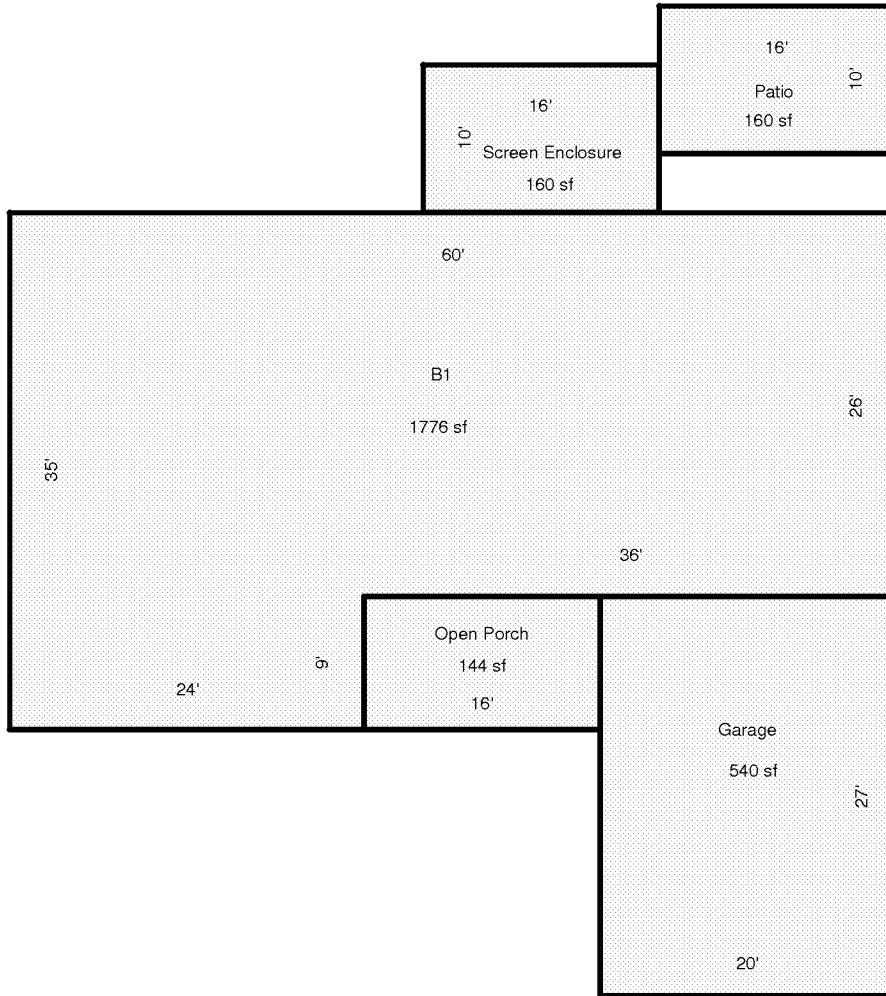 16'
10'
Patio
160 sf
16'
10'
Screen Enclosure
160 sf
60'
B1
26'
1776 sf
35'
36'
Open Porch
9'
144 sf
24'
16'
Garage
540 sf
27'
20'